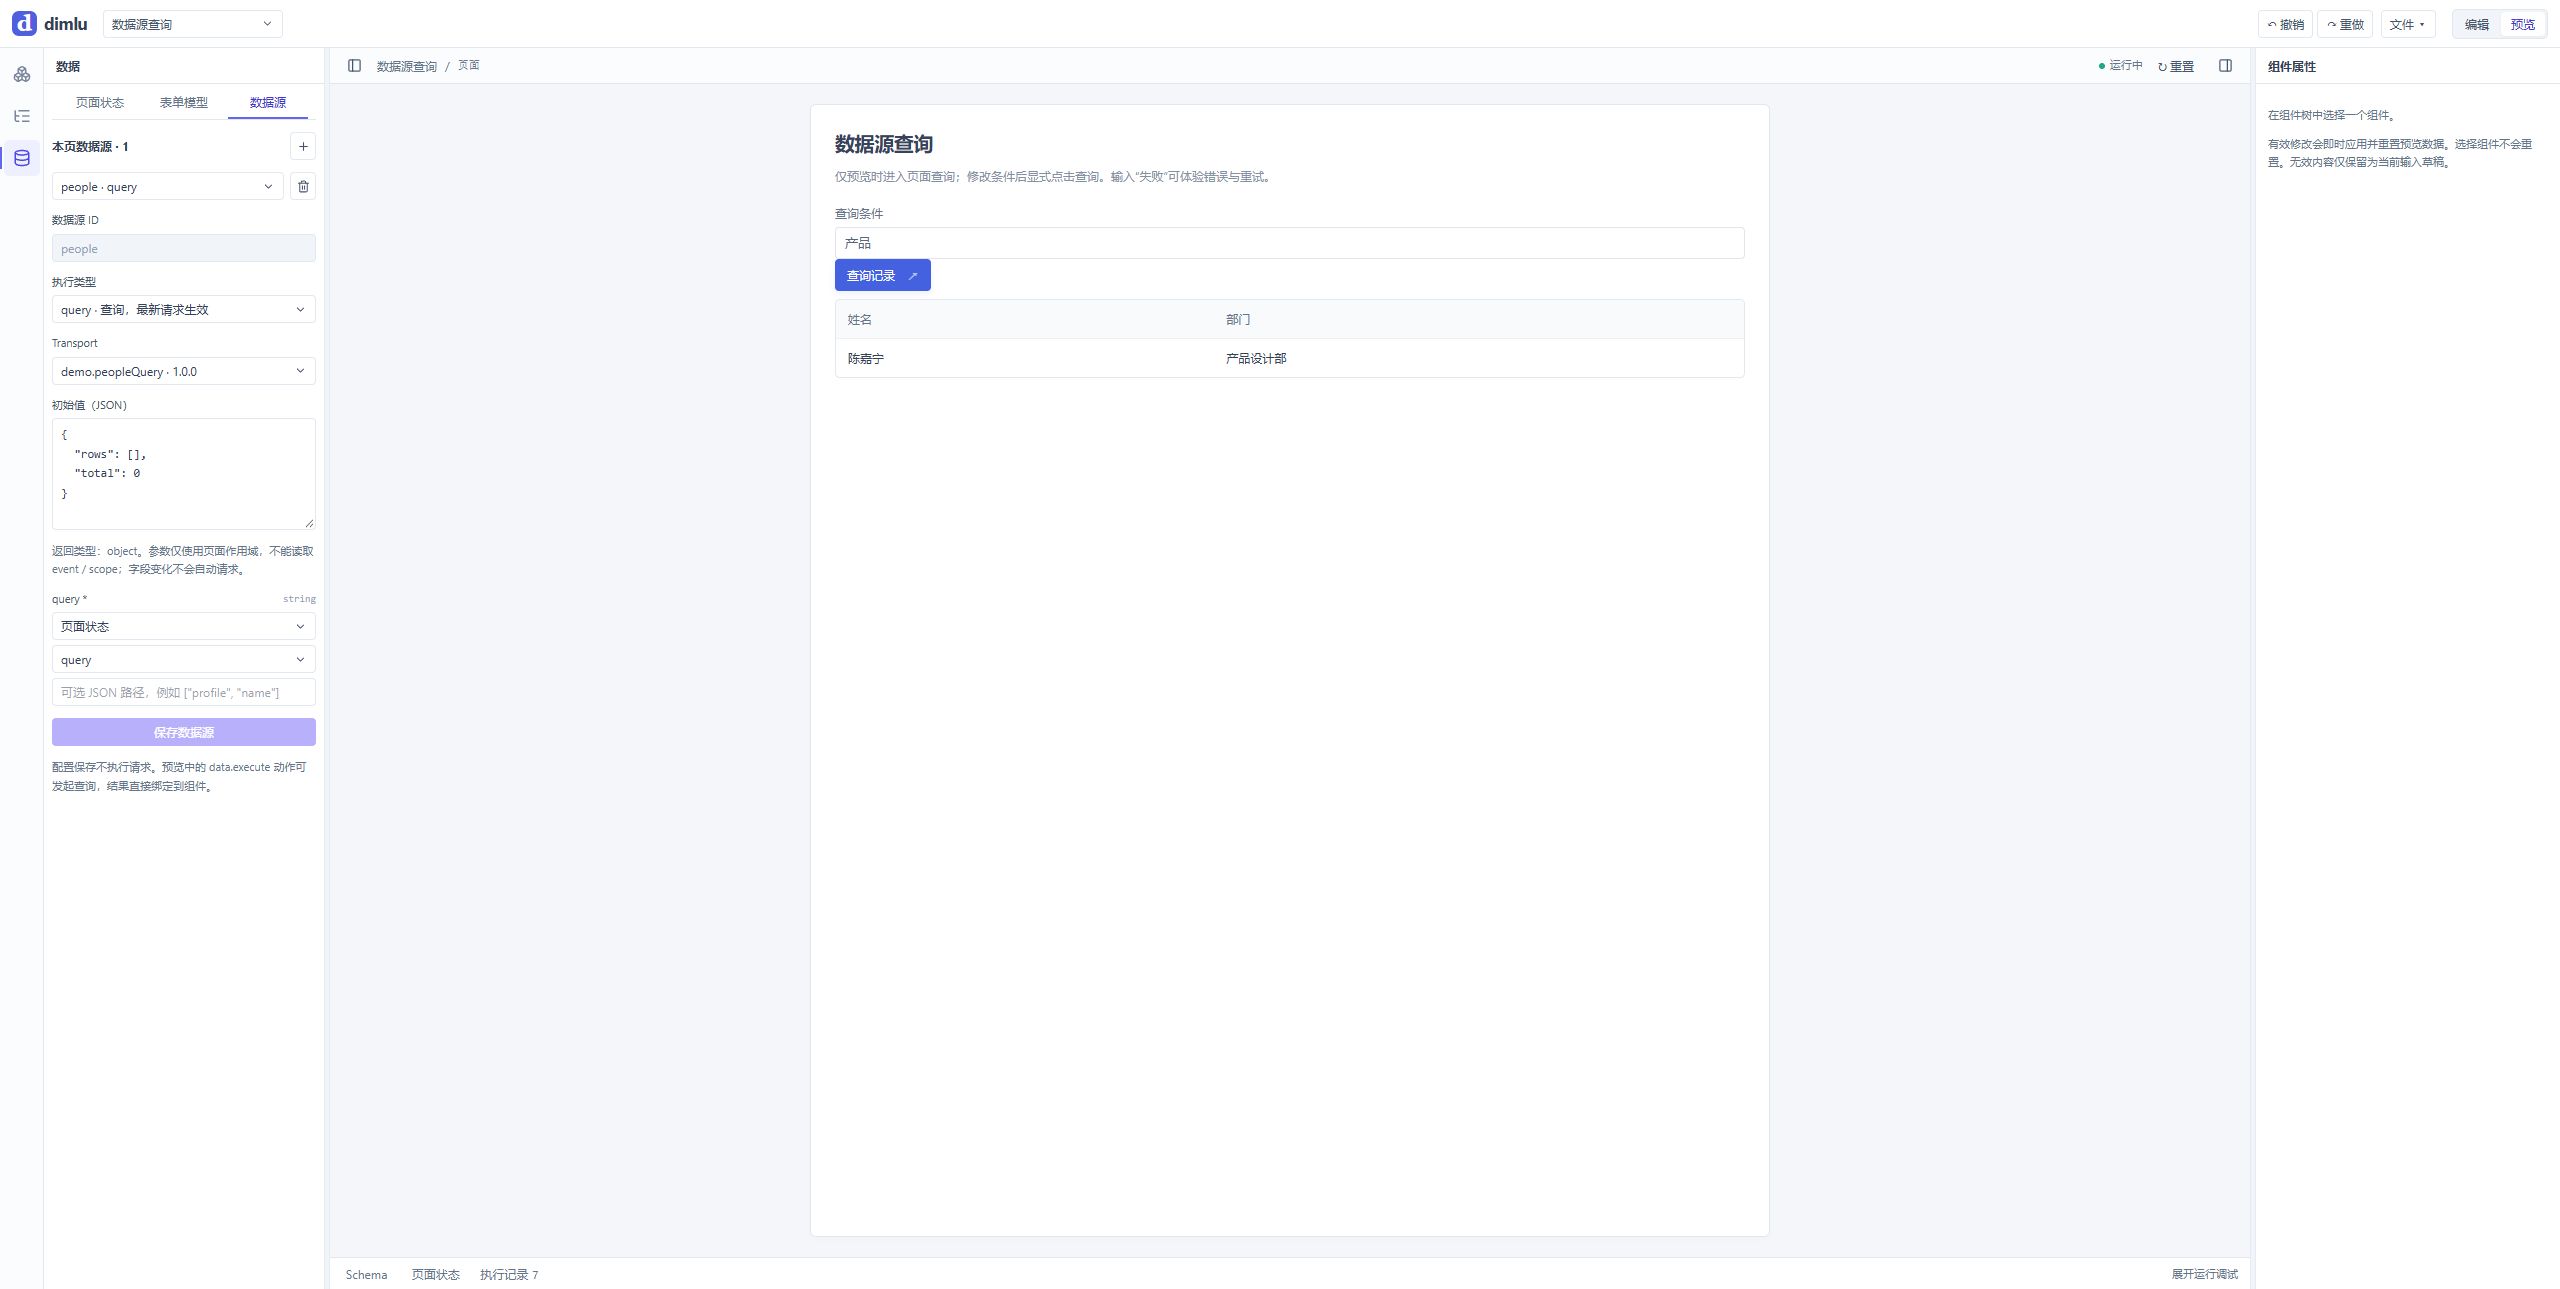 dimlu
数据源查询
撤销
重做
文件
编辑
预览
数据
数据源查询 / 页面
运行中
重置
组件属性
页面状态
表单模型
数据源
本页数据源 · 1
people · query
数据源 ID
people
执行类型
query · 查询，最新请求生效
Transport
demo.peopleQuery · 1.0.0
初始值（JSON）
{
"rows": [],
"total": 0
}
返回类型：object。参数仅使用页面作用域，不能读取
event / scope；字段变化不会自动请求。
query *
string
页面状态
query
可选 JSON 路径，例如 ["profile", "name"]
保存数据源
配置保存不执行请求。预览中的 data.execute 动作可
发起查询，结果直接绑定到组件。
数据源查询
仅预览时进入页面查询；修改条件后显式点击查询。输入“失败”可体验错误与重试。
查询条件
产品
查询记录
姓名
部门
陈嘉宁
产品设计部
在组件树中选择一个组件。
有效修改会即时应用并重置预览数据。选择组件不会重
置。无效内容仅保留为当前输入草稿。
Schema
页面状态
执行记录 7
展开运行调试